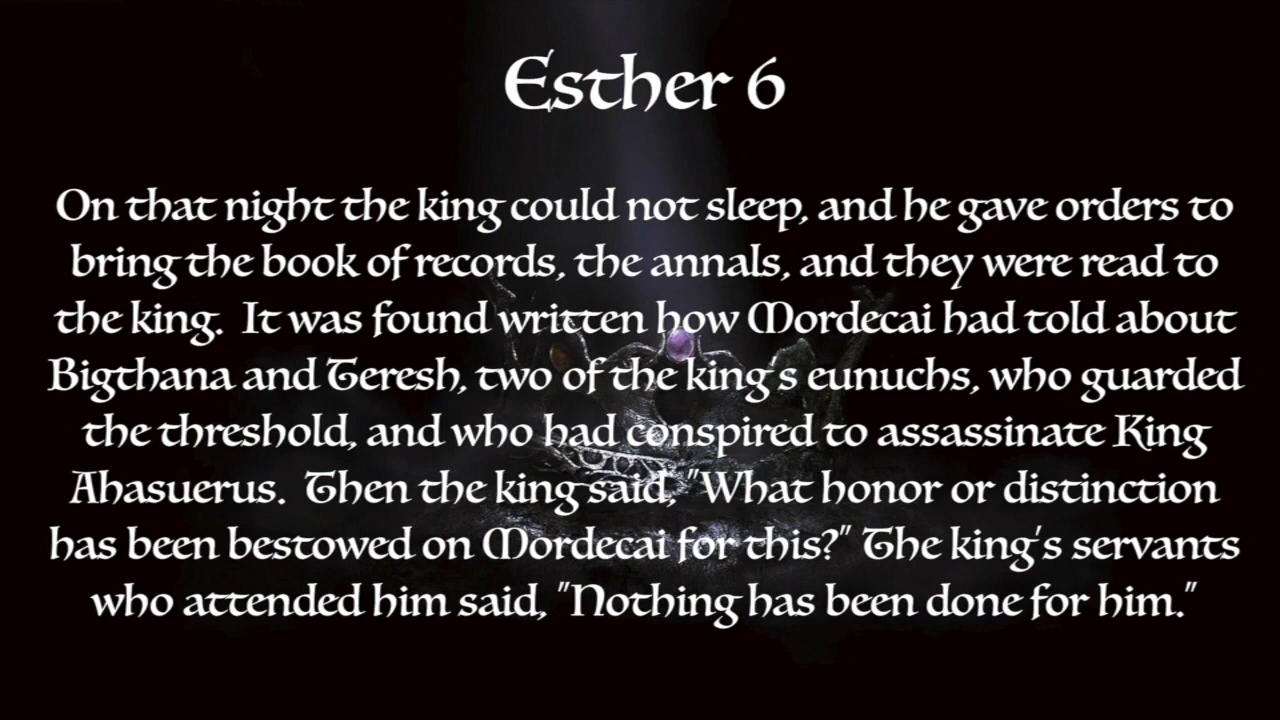 Esther 6
On that night the king could not sleep, and he gave orders to
bring the book of records, the annals, and they were read to
the king. It was found written how Mordecai had told about
Bigthana and Teresh, two of the king's eunuchs, who guarded
the threshold, and who had conspired to assassinate King
Ahasuerus. Then the king said, "What honor or distinction
has been bestowed on Mordecai for this?" The king's servants
who attended him said, "Nothing has been done for him."